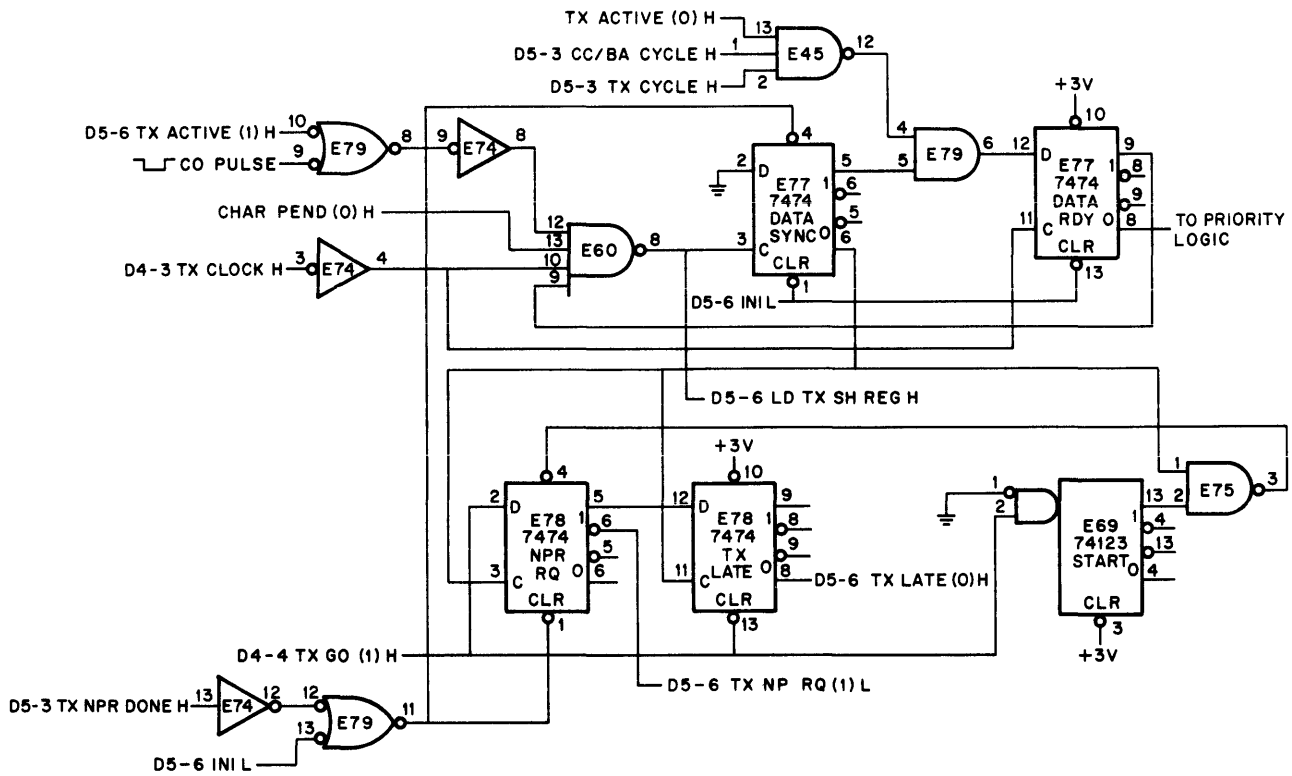 TX ACTIVE (0) H
13
D5-3 CC/BA CYCLE H
1
E45
12
D5-3 TX CYCLE H
2
+3V
10
D5-6 TX ACTIVE (1) H
10
E79
8
9
E74
8
9
CO PULSE
4
5
E79
6
12
D
E77
7474
DATA
RDY
1
9
8
9
0
8
11
C
CLR
13
TO PRIORITY
LOGIC
4
2
D
E77
7474
DATA
SYNC
1
5
6
5
0
6
3
C
CLR
1
CHAR PEND (0) H
12
13
10
9
E60
8
D4-3 TX CLOCK H
3
E74
4
D5-6 INI L
D5-6 LD TX SH REG H
4
2
D
E78
7474
NPR
RQ
1
5
6
5
0
6
3
C
CLR
1
+3V
10
12
D
E78
7474
TX
LATE
1
9
8
9
0
8
11
C
CLR
13
D5-6 TX LATE (0) H
1
2
E69
74123
START
13
1
4
13
0
4
CLR
3
+3V
1
2
E75
3
D4-4 TX GO (1) H
D5-6 TX NP RQ (1) L
D5-3 TX NPR DONE H
13
E74
12
12
E79
11
13
D5-6 INI L